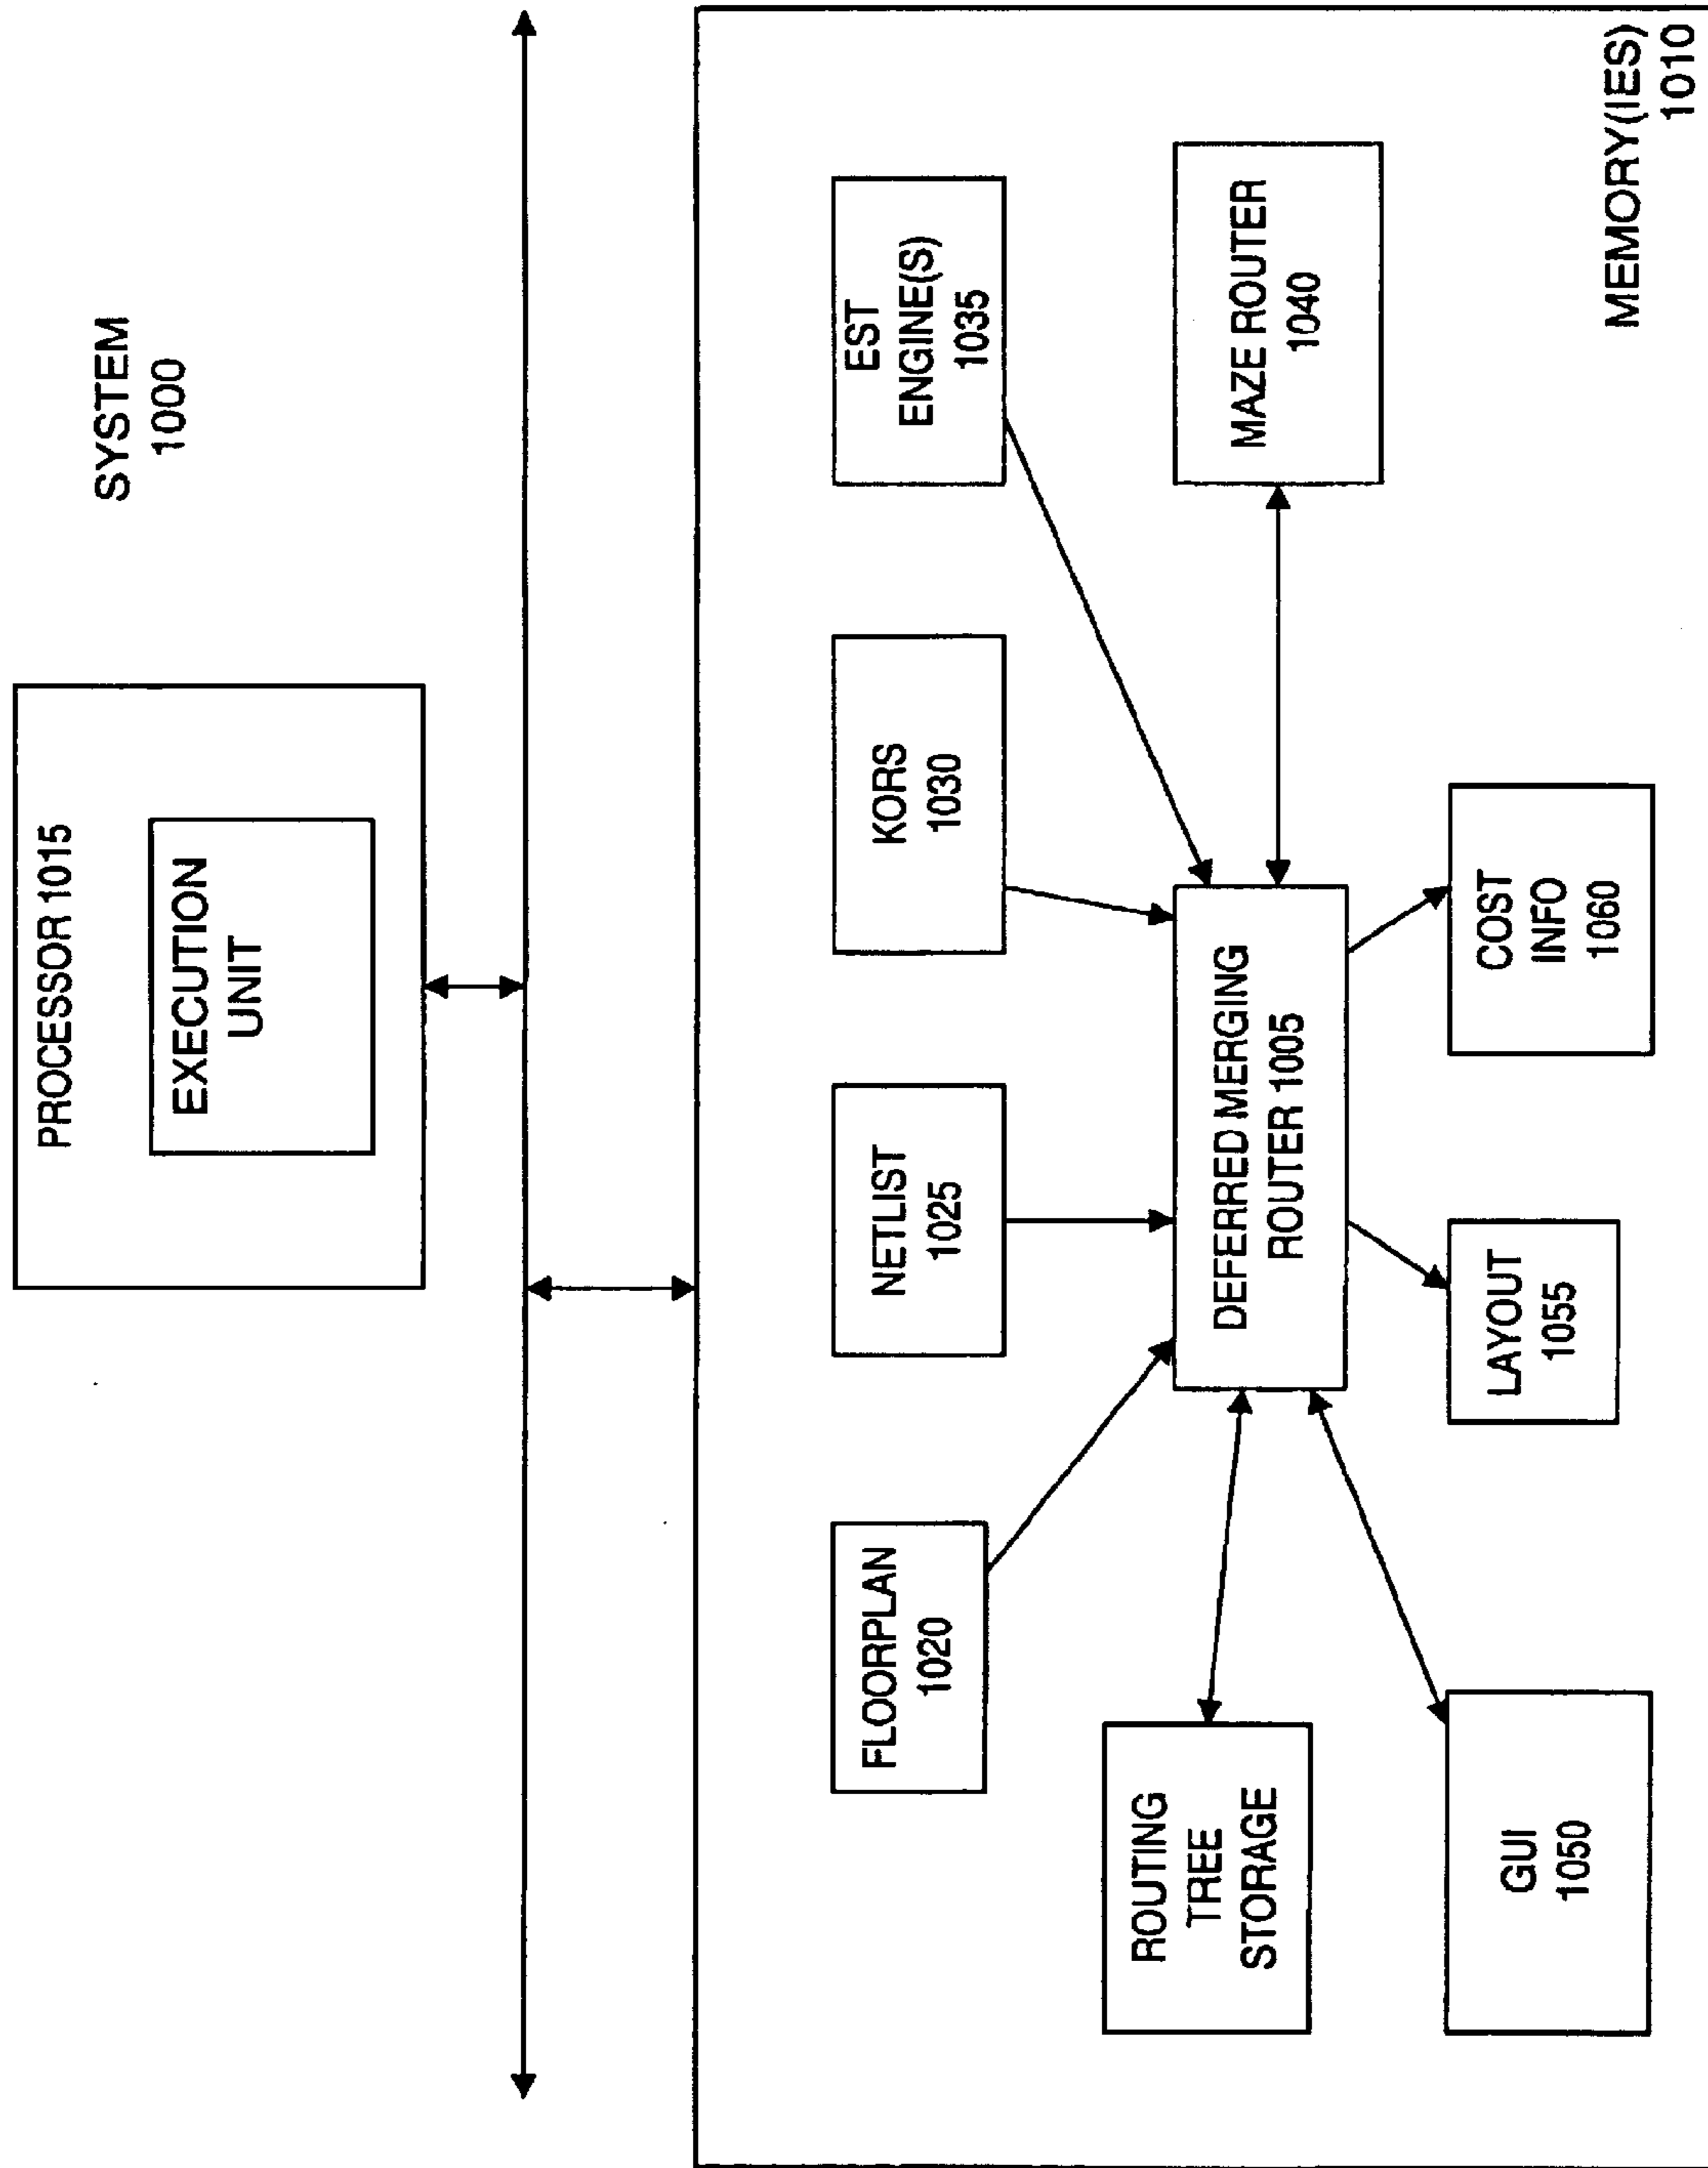 SYSTEM
1000
PROCESSOR 1015
EXECUTION
UNIT
FLOORPLAN
1020
NETLIST
1025
KORS
1030
EST
ENGINE(S)
1035
ROUTING
TREE
STORAGE
DEFERRED MERGING
ROUTER 1005
MAZE ROUTER
1040
GUI
1050
LAYOUT
1055
COST
INFO
1060
MEMORY(IES)
1010